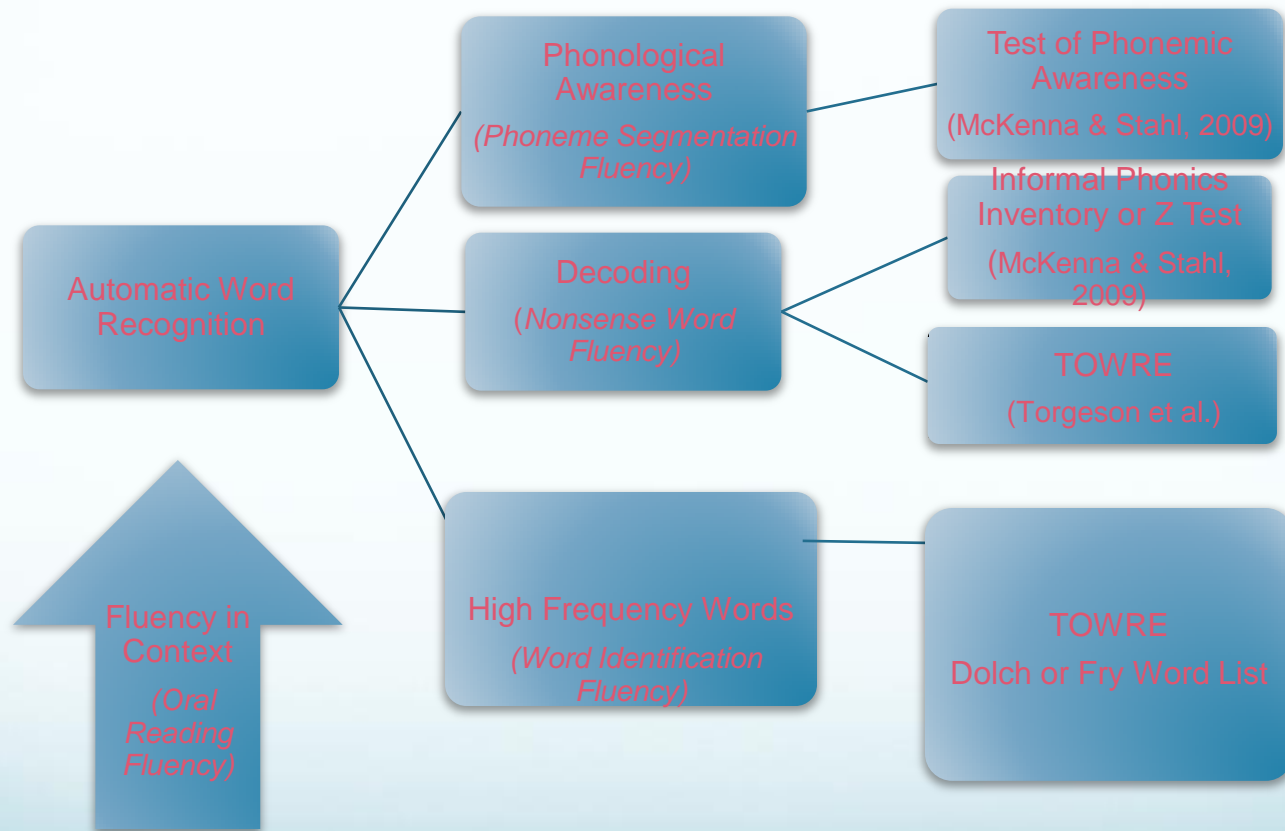 Phonological
Awareness
(Phoneme Segmentation
Fluency)
Test of Phonemic
Awareness
(McKenna & Stahl, 2009)
Informal Phonics
Inventory or Z Test
(McKenna & Stahl,
2009)
Automatic Word
Recognition
Decoding
(Nonsense Word
Fluency)
TOWRE
(Torgeson et al.)
Fluency in
Context
(Oral
Reading
Fluency)
High Frequency Words
(Word Identification
Fluency)
TOWRE
Dolch or Fry Word List